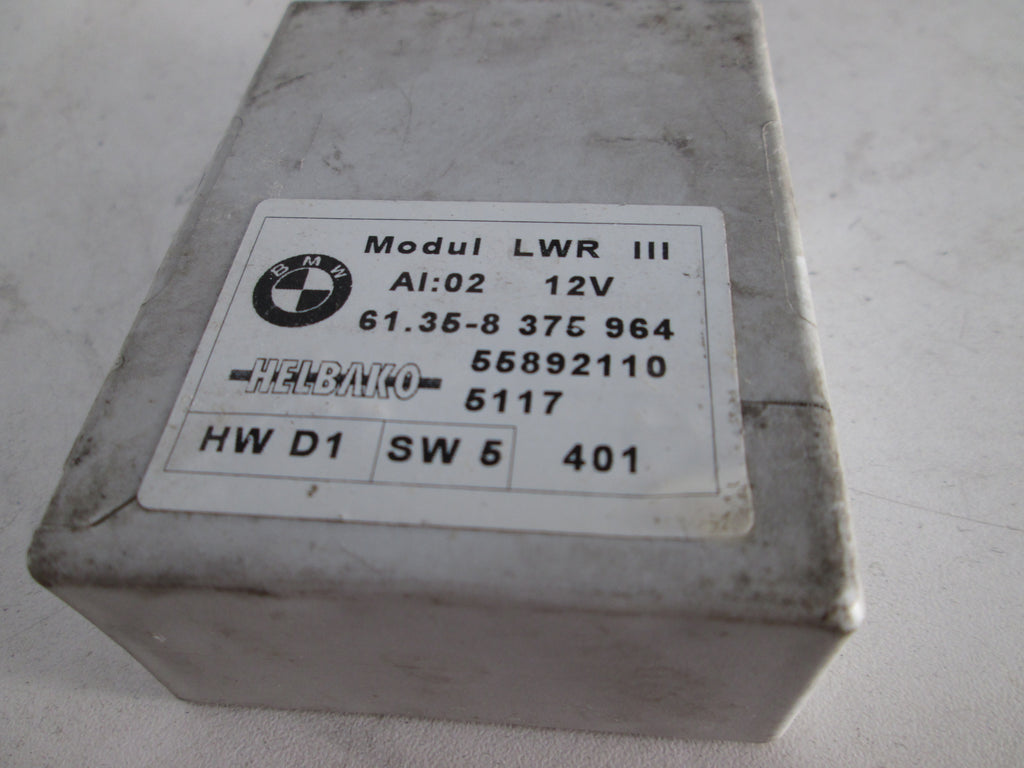 BMW
Modul LWR III
AI:02 12V
61.35-8 375 964
HELBAKO
55892110
5117
HW D1 SW 5 401